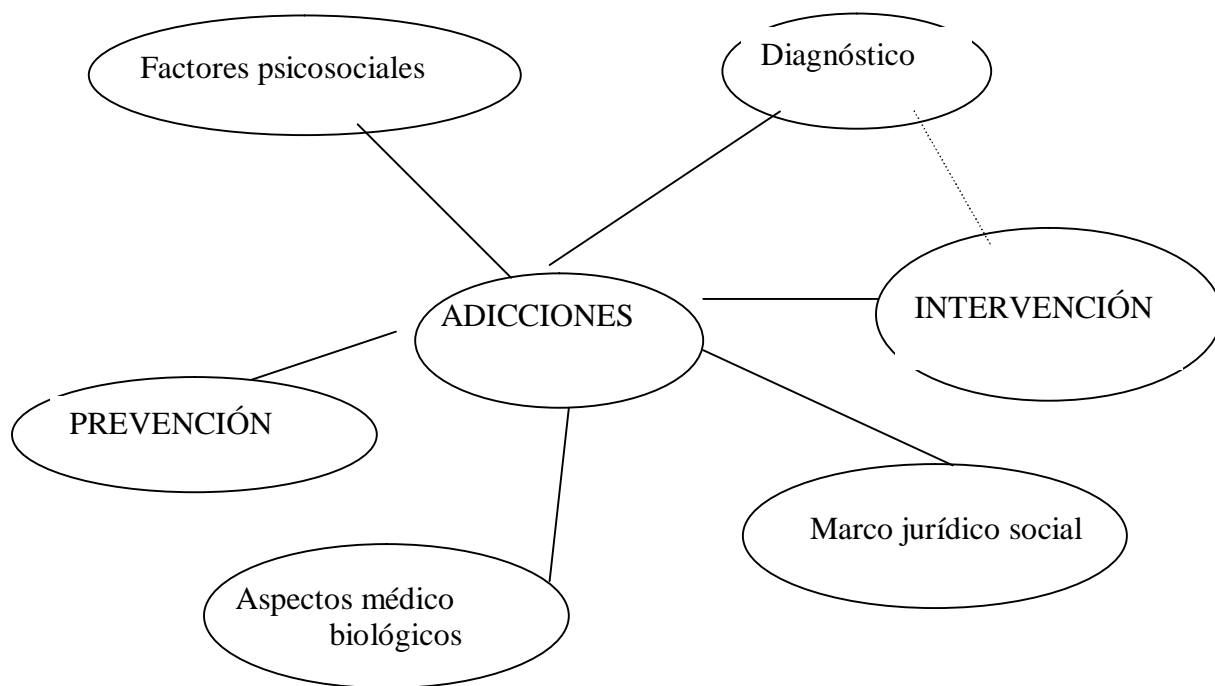 Factores psicosociales
Diagnóstico
ADICCIONES
INTERVENCIÓN
PREVENCIÓN
Marco jurídico social
Aspectos médico
biológicos